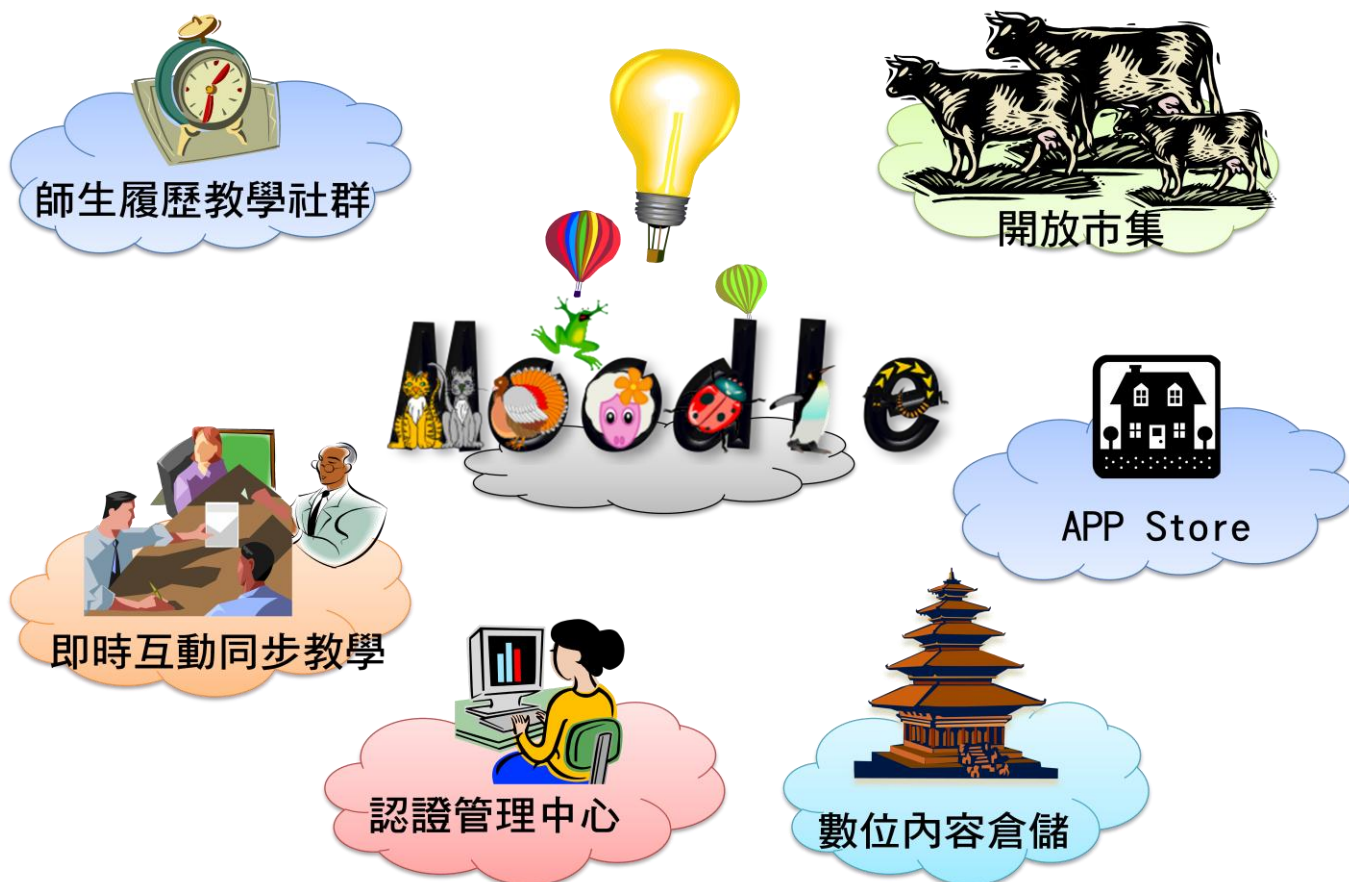 師生履歷教學社群
開放市集
Moodle
APP Store
即時互動同步教學
認證管理中心
數位內容倉儲